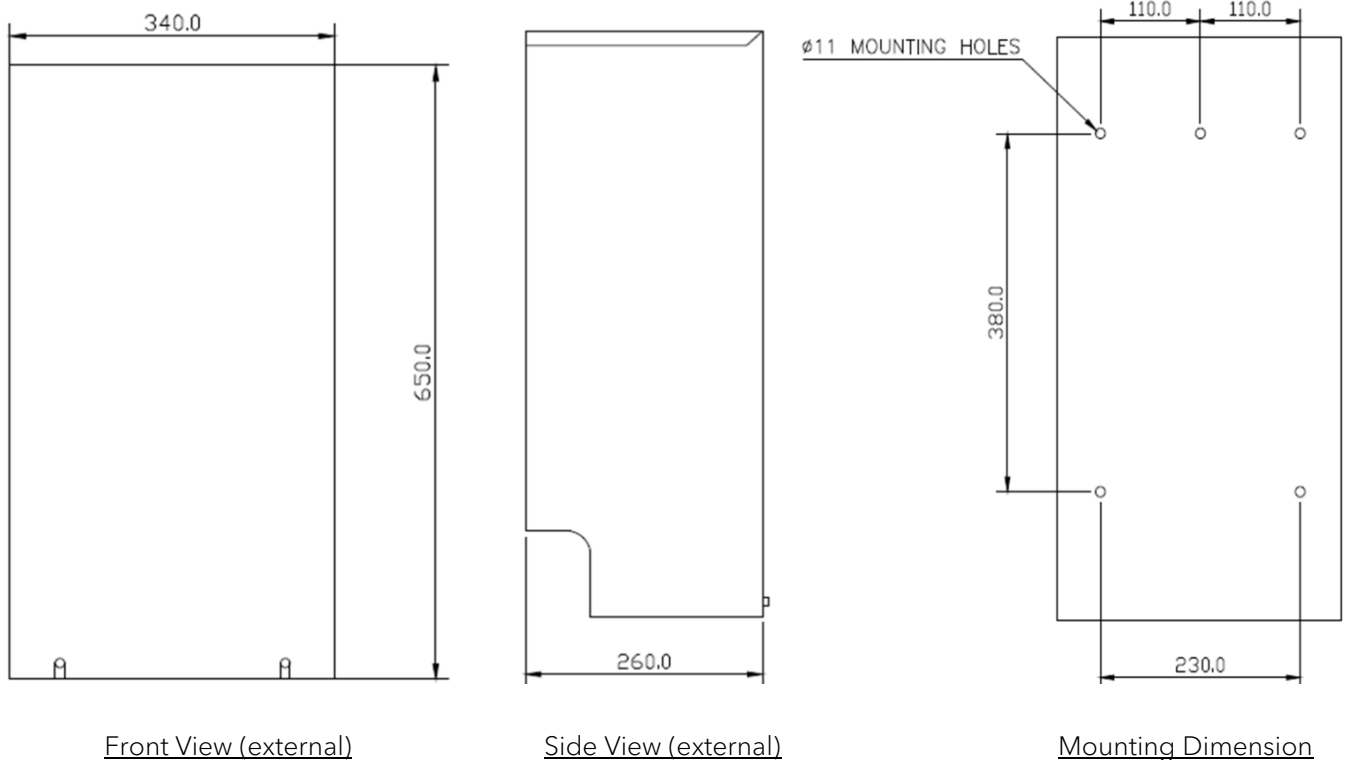 340.0
650.0
260.0
110.0 110.0
ø11 MOUNTING HOLES
380.0
230.0
Front View (external)
Side View (external)
Mounting Dimension